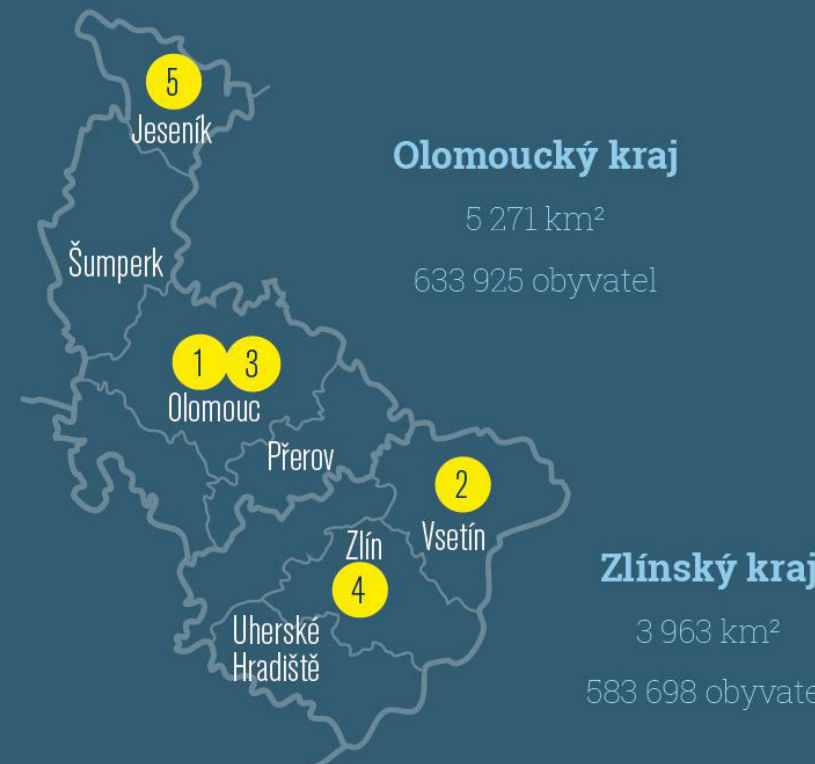 5
Jeseník
Olomoucký kraj
5 271 km²
633 925 obyvatel
Šumperk
1 3
Olomouc
Přerov
2
Vsetín
Zlín
4
Zlínský kraj
3 963 km²
583 698 obyvate
Uherské
Hradiště